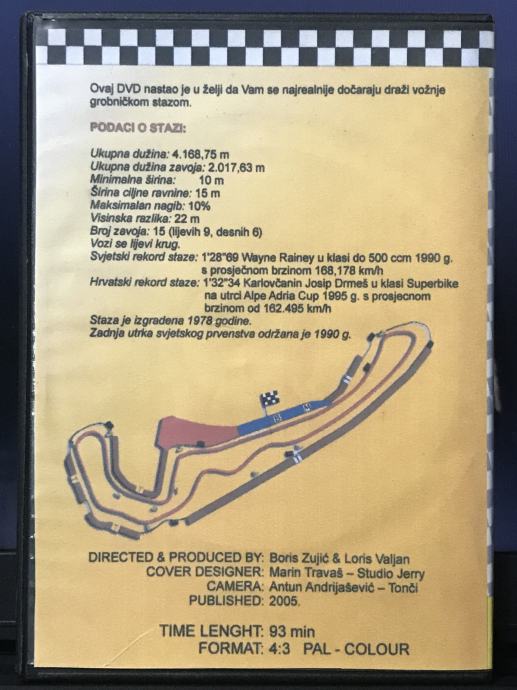 Ovaj DVD nastao je u želji da Vam se najrealnije dočaraju draži vožnje
grobničkom stazom.
PODACI O STAZI:
Ukupna dužina: 4.168,75 m
Ukupna dužina zavoja: 2.017,63 m
Minimalna širina: 10 m
Širina ciljne ravnine: 15 m
Maksimalan nagib: 10%
Visinska razlika: 22 m
Broj zavoja: 15 (lijevih 9, desnih 6)
Vozi se lijevi krug.
Svjetski rekord staze: 1'28"69 Wayne Rainey u klasi do 500 ccm 1990 g.
s prosječnom brzinom 168,178 km/h
Hrvatski rekord staze: 1'32"34 Karlovčanin Josip Drmeš u klasi Superbike
na utrci Alpe Adria Cup 1995 g. s prosjecnom
brzinom od 162.495 km/h
Staza je izgrađena 1978 godine.
Zadnja utrka svjetskog prvenstva održana je 1990 g.
DIRECTED & PRODUCED BY: Boris Zujić & Loris Valjan
COVER DESIGNER: Marin Travaš – Studio Jerry
CAMERA: Antun Andrijašević – Tonči
PUBLISHED: 2005.
TIME LENGHT: 93 min
FORMAT: 4:3 PAL - COLOUR